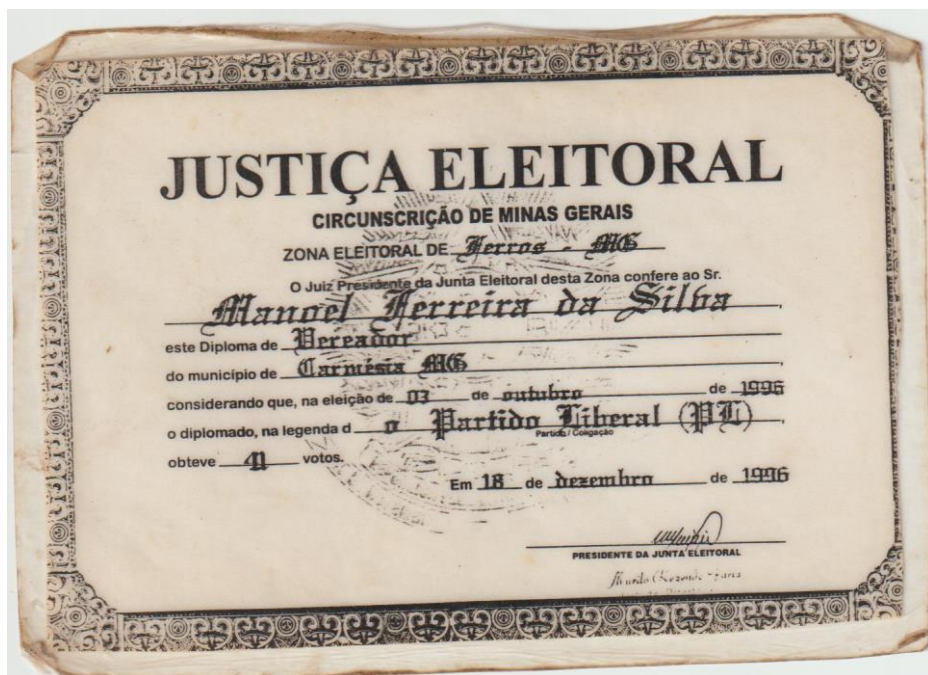 JUSTIÇA ELEITORAL
CIRCUNSCRIÇÃO DE MINAS GERAIS
ZONA ELEITORAL DE Ferros - MG
O Juiz Presidente da Junta Eleitoral desta Zona confere ao Sr.
Manoel Ferreira da Silva
este Diploma de Vereador
do município de Carmésia MG
considerando que, na eleição de 03 de outubro de 1996
o diplomado, na legenda d o Partido Liberal (PL)
Partido / Coligação
obteve 41 votos.
Em 18 de dezembro de 1996
PRESIDENTE DA JUNTA ELEITORAL